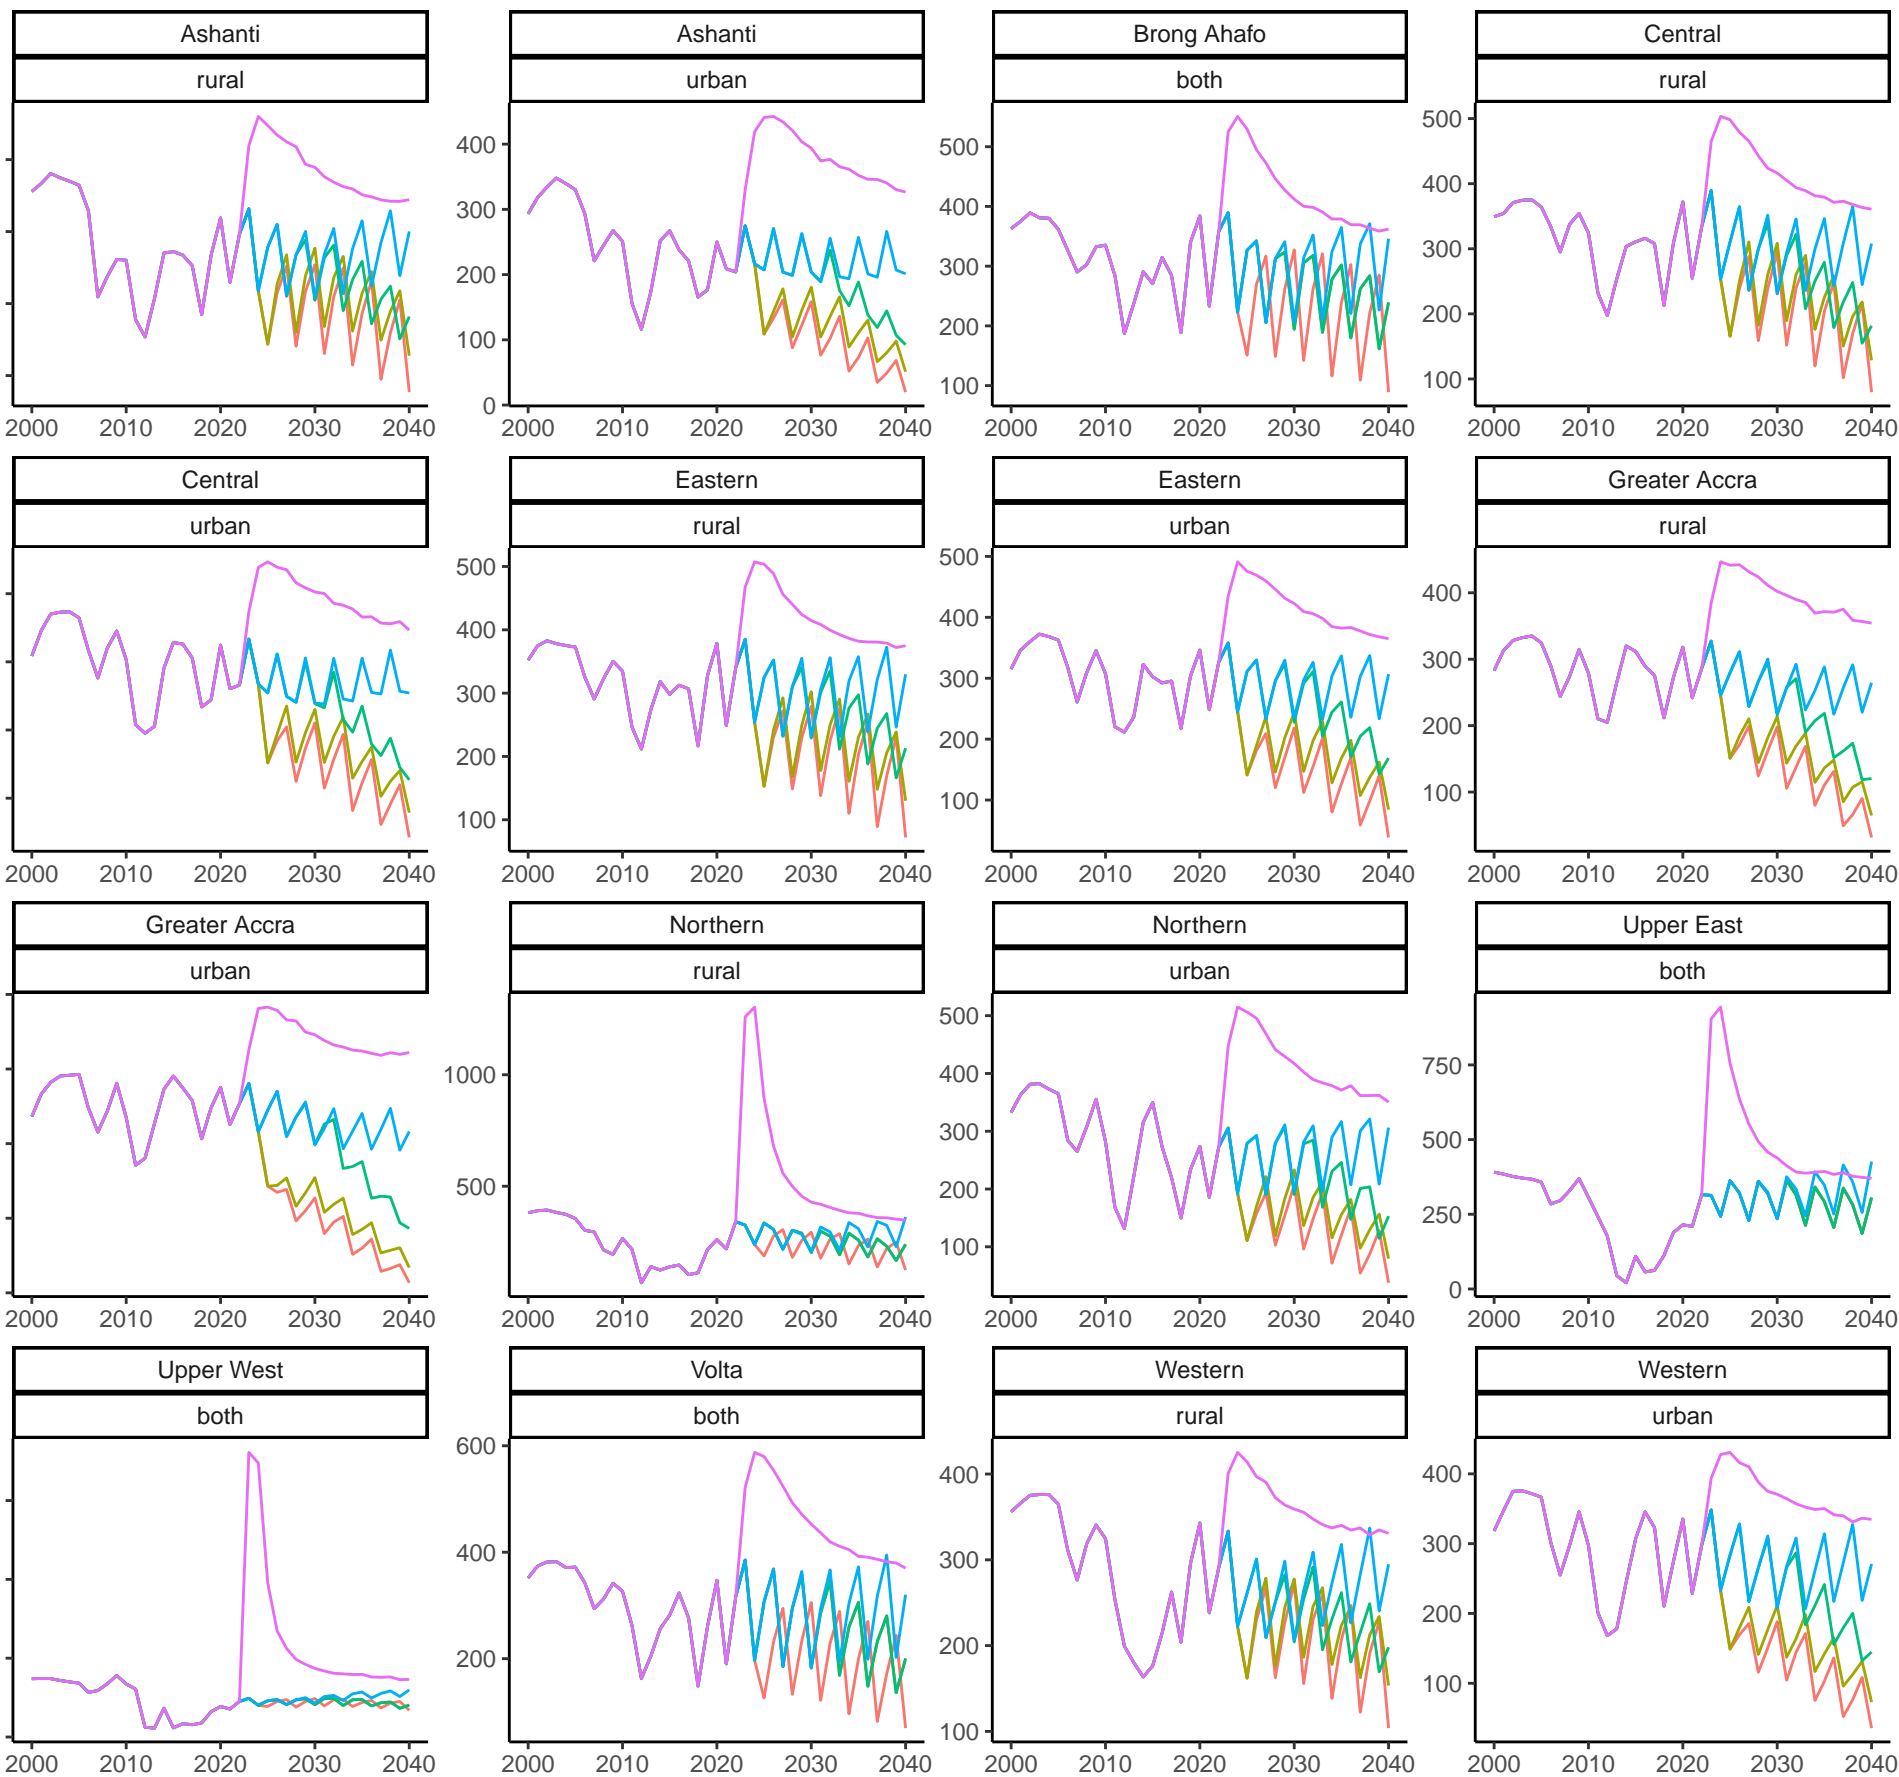 Ashanti Ashanti Brong Ahafo Central
rural urban both rural
400 300 200 100 0
500 400 300 200 100
500 400 300 200 100
2000 2010 2020 2030 2040 2000 2010 2020 2030 2040 2000 2010 2020 2030 2040 2000 2010 2020 2030 2040
Central Eastern Eastern Greater Accra
urban rural urban rural
500 400 300 200 100
500 400 300 200 100
400 300 200 100
2000 2010 2020 2030 2040 2000 2010 2020 2030 2040 2000 2010 2020 2030 2040 2000 2010 2020 2030 2040
Greater Accra Northern Northern Upper East
urban rural urban both
1000 500
500 400 300 200 100
750 500 250 0
2000 2010 2020 2030 2040 2000 2010 2020 2030 2040 2000 2010 2020 2030 2040 2000 2010 2020 2030 2040
Upper West Volta Western Western
both both rural urban
600 400 200
400 300 200 100
400 300 200 100
2000 2010 2020 2030 2040 2000 2010 2020 2030 2040 2000 2010 2020 2030 2040 2000 2010 2020 2030 2040